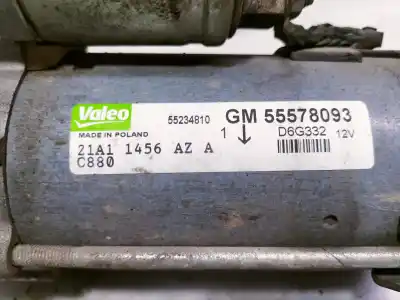 Valeo 55234810 GM 55578093
MADE IN POLAND 1 ↓ D6G332 12V
21A1 1456 AZ A
C880